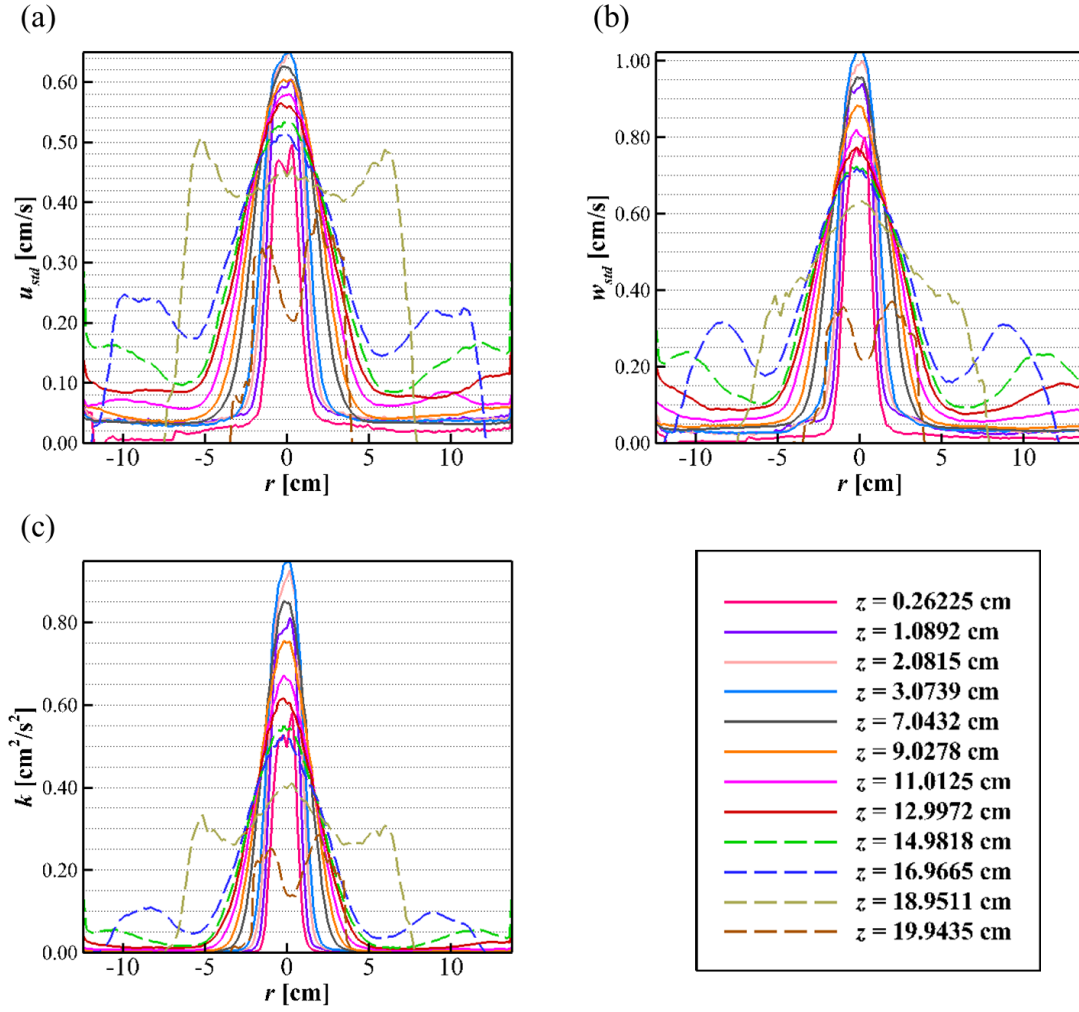 (a)
(b)
0.60
0.50
0.40
0.30
0.20
0.10
0.00
u_std [cm/s]
-10 -5 0 5 10
r [cm]
1.00
0.80
0.60
0.40
0.20
0.00
w_std [cm/s]
-10 -5 0 5 10
r [cm]
(c)
0.80
0.60
0.40
0.20
0.00
k [cm²/s²]
-10 -5 0 5 10
r [cm]
z = 0.26225 cm
z = 1.0892 cm
z = 2.0815 cm
z = 3.0739 cm
z = 7.0432 cm
z = 9.0278 cm
z = 11.0125 cm
z = 12.9972 cm
z = 14.9818 cm
z = 16.9665 cm
z = 18.9511 cm
z = 19.9435 cm